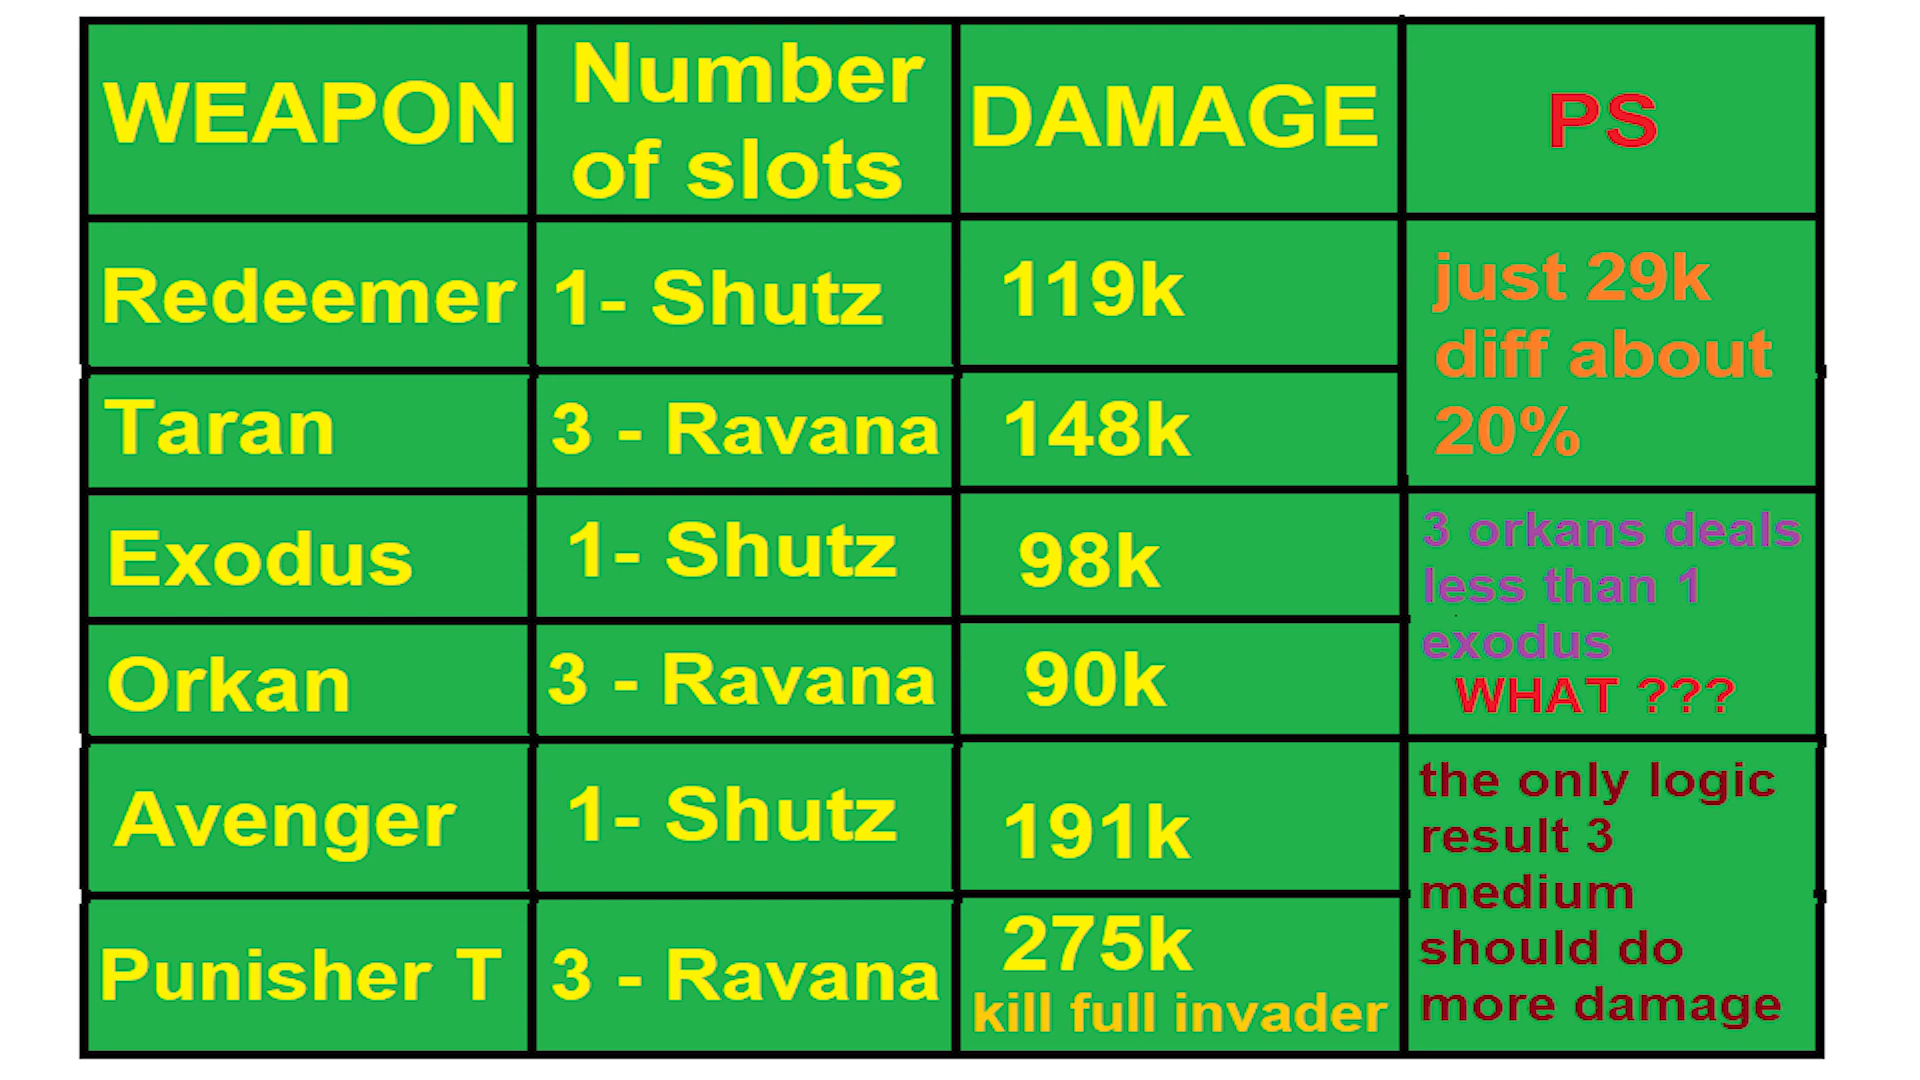 WEAPON
Number
of slots
DAMAGE
PS
Redeemer
1- Shutz
119k
just 29k
diff about
20%
Taran
3 - Ravana
148k
Exodus
1- Shutz
98k
3 orkans deals
less than 1
exodus
WHAT ???
Orkan
3 - Ravana
90k
Avenger
1- Shutz
191k
the only logic
result 3
medium
should do
more damage
Punisher T
3 - Ravana
275k
kill full invader